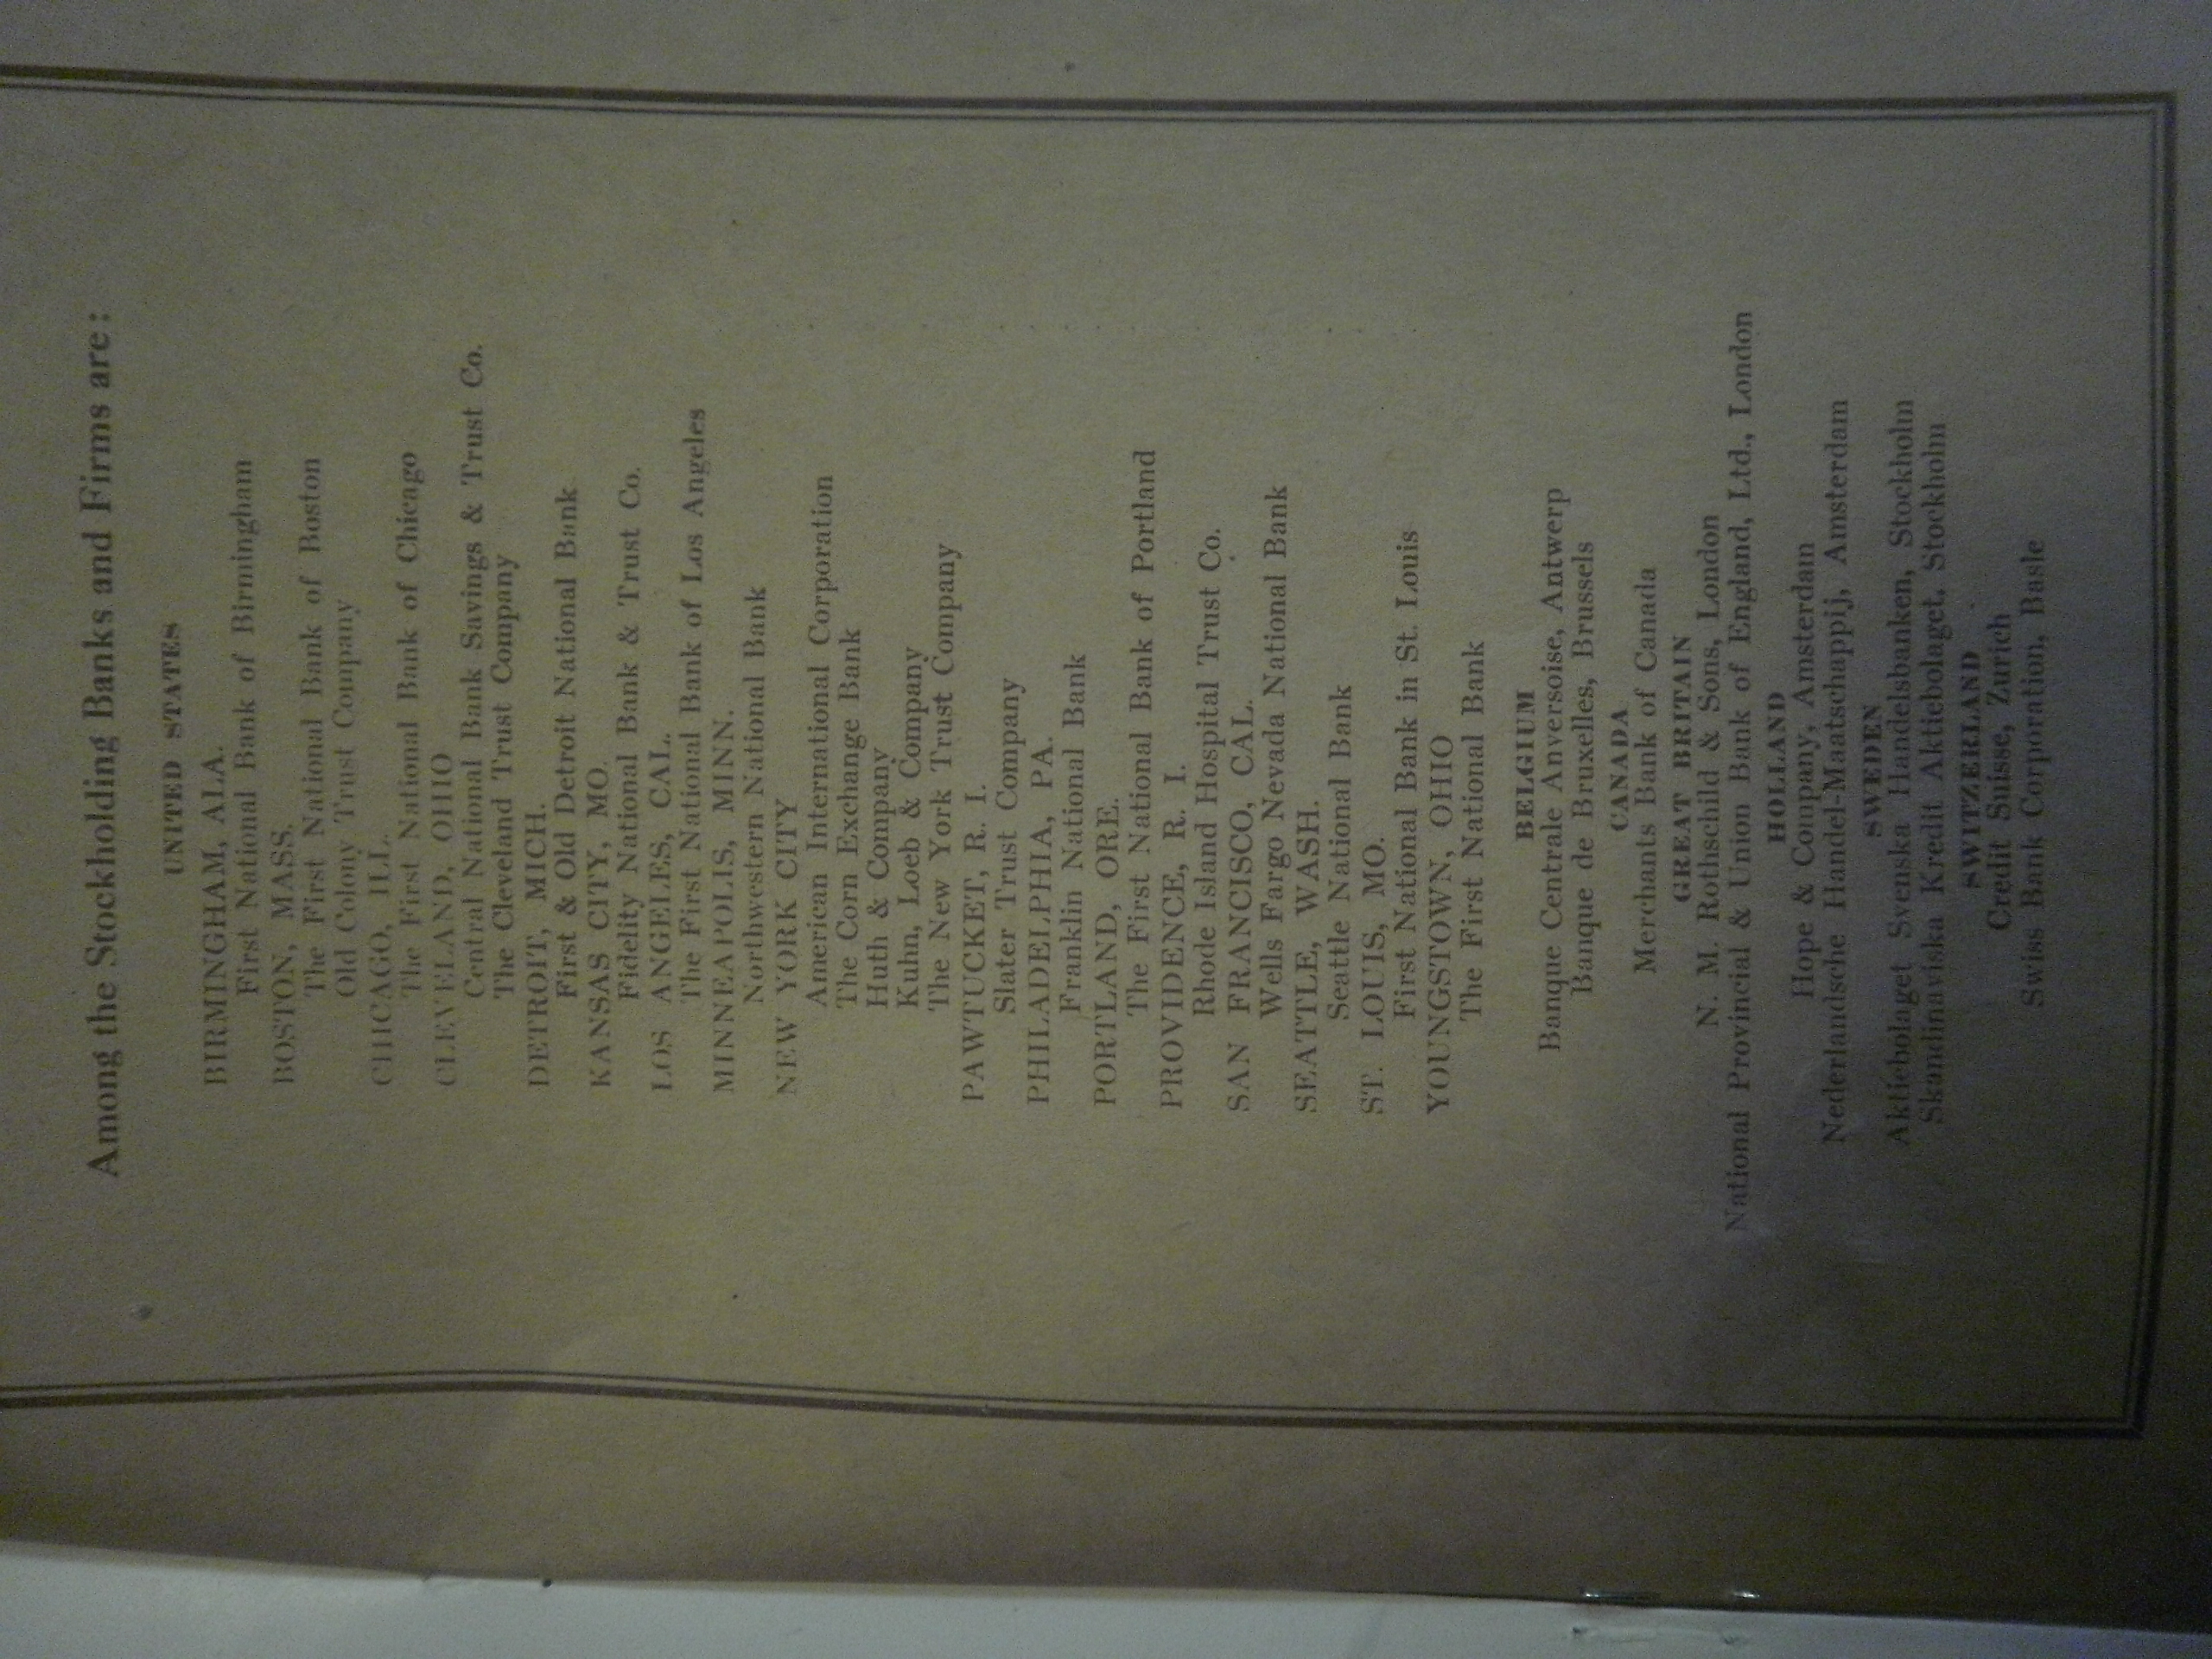 Among the Stockholding Banks and Firms are:
UNITED STATES
BIRMINGHAM, ALA.
First National Bank of Birmingham
BOSTON, MASS.
The First National Bank of Boston
Old Colony Trust Company
CHICAGO, ILL.
The First National Bank of Chicago
CLEVELAND, OHIO
Central National Bank Savings & Trust Co.
The Cleveland Trust Company
DETROIT, MICH.
First & Old Detroit National Bank
KANSAS CITY, MO.
Fidelity National Bank & Trust Co.
LOS ANGELES, CAL.
The First National Bank of Los Angeles
MINNEAPOLIS, MINN.
Northwestern National Bank
NEW YORK CITY
American International Corporation
The Corn Exchange Bank
Huth & Company
Kuhn, Loeb & Company
The New York Trust Company
PAWTUCKET, R. I.
Slater Trust Company
PHILADELPHIA, PA.
Franklin National Bank
PORTLAND, ORE.
The First National Bank of Portland
PROVIDENCE, R. I.
Rhode Island Hospital Trust Co.
SAN FRANCISCO, CAL.
Wells Fargo Nevada National Bank
SEATTLE, WASH.
Seattle National Bank
ST. LOUIS, MO.
First National Bank in St. Louis
YOUNGSTOWN, OHIO
The First National Bank
BELGIUM
Banque Centrale Anversoise, Antwerp
Banque de Bruxelles, Brussels
CANADA
Merchants Bank of Canada
GREAT BRITAIN
N. M. Rothschild & Sons, London
National Provincial & Union Bank of England, Ltd., London
HOLLAND
Hope & Company, Amsterdam
Nederlandsche Handel-Maatschappij, Amsterdam
SWEDEN
Aktiebolaget Svenska Handelsbanken, Stockholm
Skandinaviska Kredit Aktiebolaget, Stockholm
SWITZERLAND
Credit Suisse, Zurich
Swiss Bank Corporation, Basle